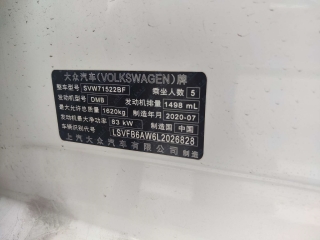 大众汽车(VOLKSWAGEN)牌
整车型号 SVW71522BF 乘坐人数 5
发动机型号 DMB 发动机排量 1498 mL
最大允许总质量 1620kg 制造年月 2020-07
发动机最大净功率 83 kW 制造国 中国
车辆识别代号 LSVFB6AW6L2026828
上汽大众汽车有限公司 制造